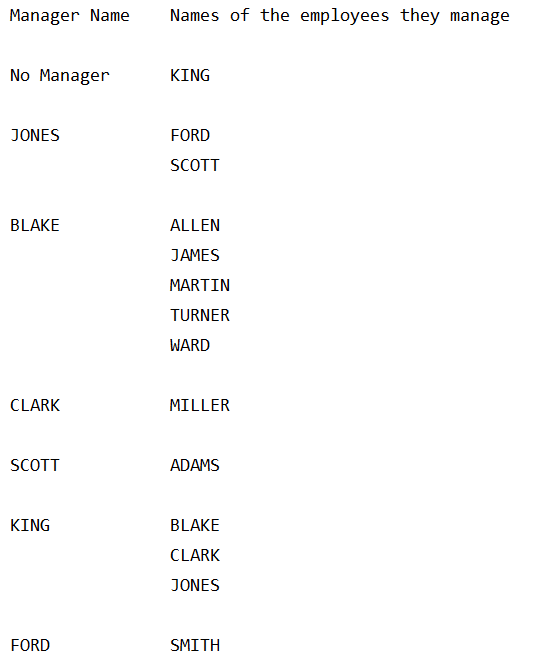 Manager Name    Names of the employees they manage
No Manager      KING
JONES           FORD
                SCOTT
BLAKE           ALLEN
                JAMES
                MARTIN
                TURNER
                WARD
CLARK           MILLER
SCOTT           ADAMS
KING            BLAKE
                CLARK
                JONES
FORD            SMITH